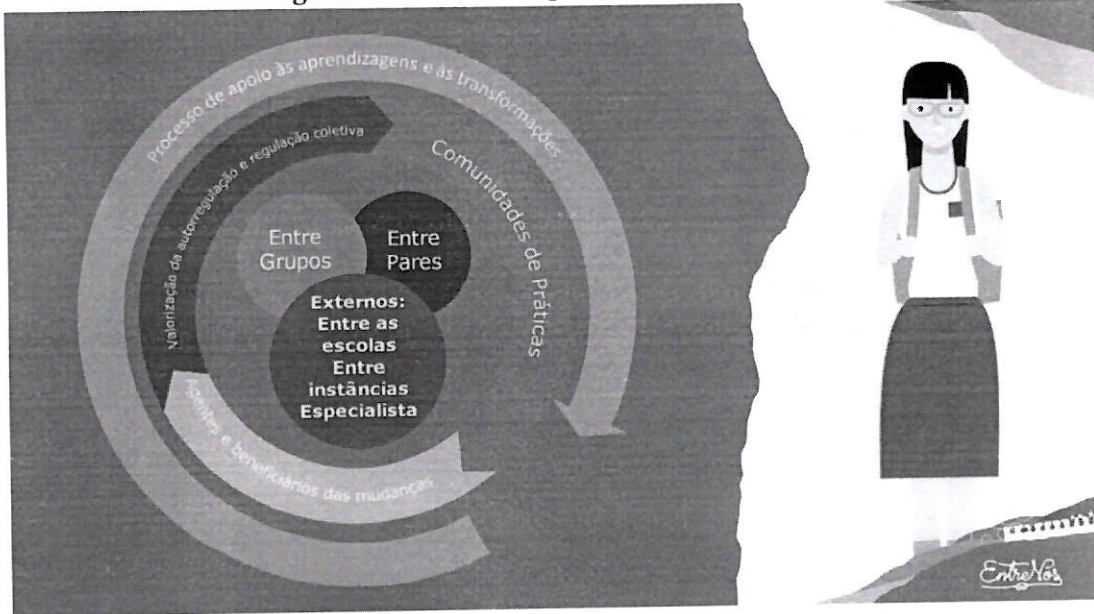 Processo de apoio às aprendizagens e às transformações
Valorização da autorregulação e regulação coletiva
Comunidades de Práticas
Entre
Grupos
Entre
Pares
Externos:
Entre as
escolas
Entre
instâncias
Especialista
Agentes e beneficiários das mudanças
EntreNós